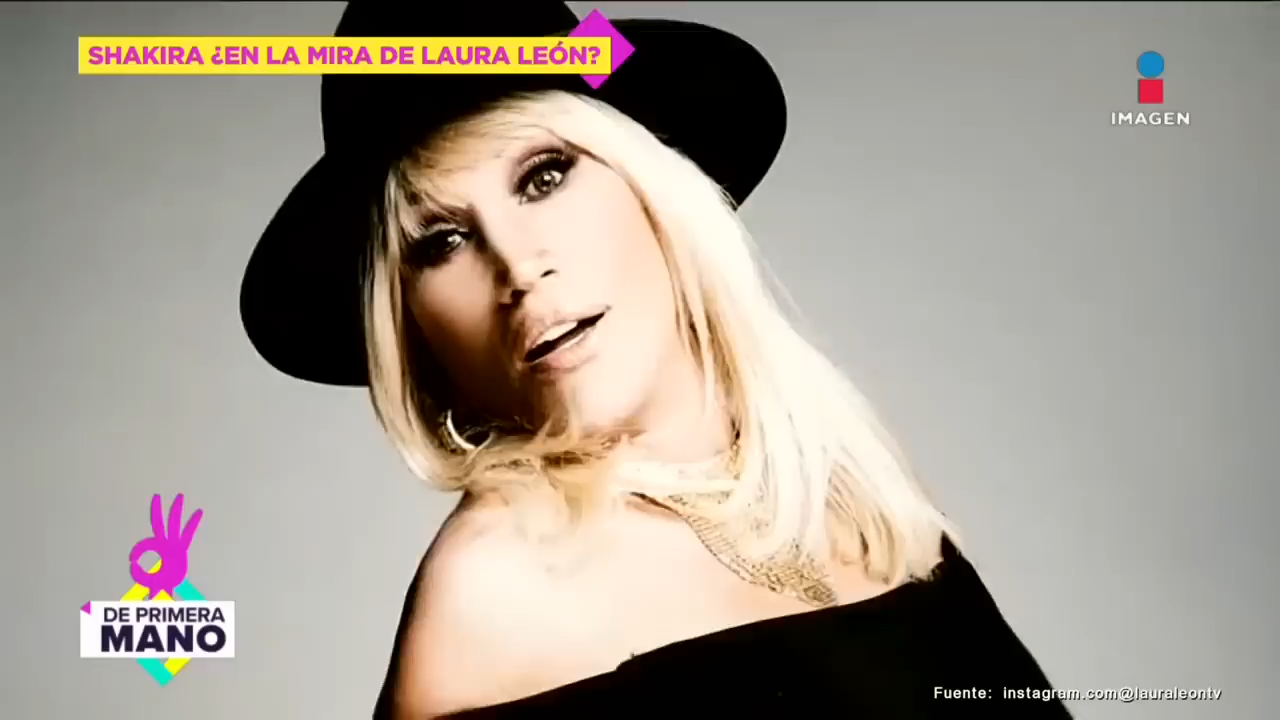 SHAKIRA ¿EN LA MIRA DE LAURA LEÓN?
IMAGEN
DE PRIMERA
MANO
Fuente: instagram.com@lauraleontv